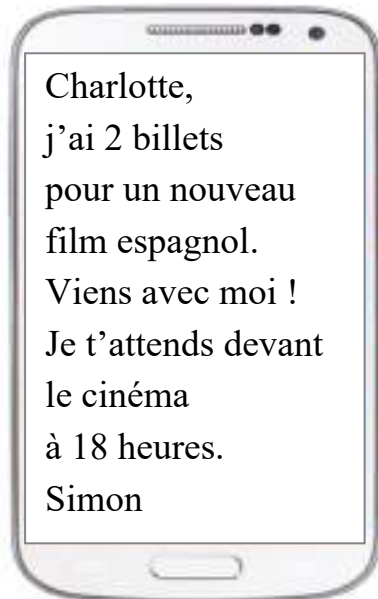 Charlotte,
j’ai 2 billets
pour un nouveau
film espagnol.
Viens avec moi !
Je t’attends devant
le cinéma
à 18 heures.
Simon